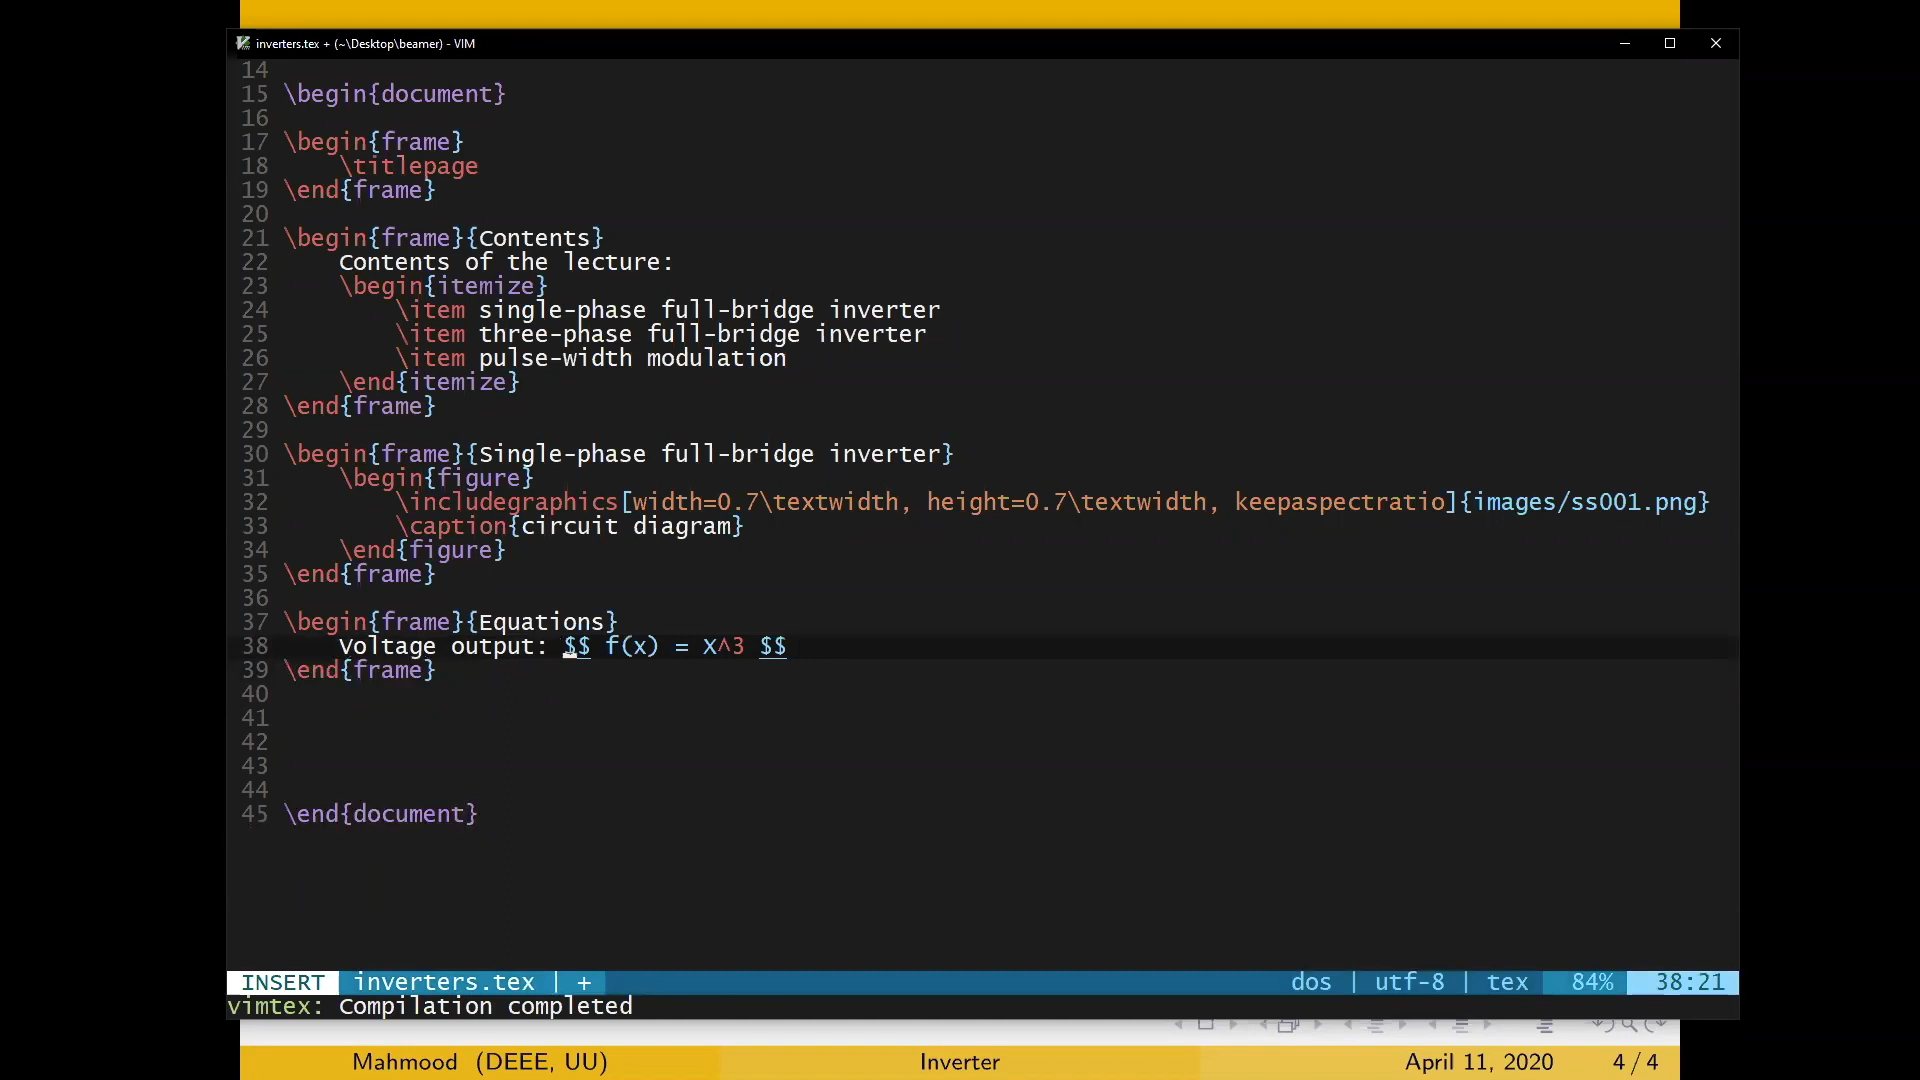 inverters.tex + (~\Desktop\beamer) - VIM
14
15 \begin{document}
16
17 \begin{frame}
18     \titlepage
19 \end{frame}
20
21 \begin{frame}{Contents}
22     Contents of the lecture:
23     \begin{itemize}
24         \item single-phase full-bridge inverter
25         \item three-phase full-bridge inverter
26         \item pulse-width modulation
27     \end{itemize}
28 \end{frame}
29
30 \begin{frame}{Single-phase full-bridge inverter}
31     \begin{figure}
32         \includegraphics[width=0.7\textwidth, height=0.7\textwidth, keepaspectratio]{images/ss001.png}
33         \caption{circuit diagram}
34     \end{figure}
35 \end{frame}
36
37 \begin{frame}{Equations}
38     Voltage output: $$ f(x) = X^3 $$
39 \end{frame}
40
41
42
43
44
45 \end{document}
INSERT inverters.tex | + dos | utf-8 | tex 84% 38:21
vimtex: Compilation completed
Mahmood (DEEE, UU) Inverter April 11, 2020 4 / 4